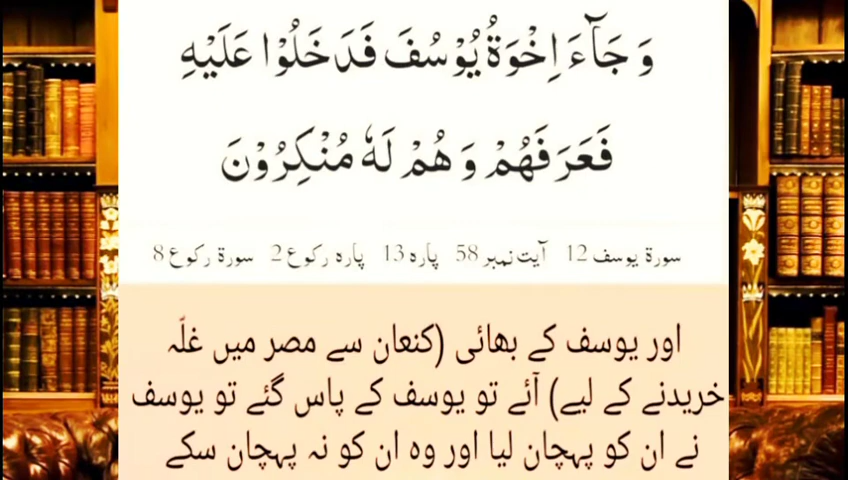 وَ جَآءَ اِخْوَةُ يُوْسُفَ فَدَخَلُوْا عَلَيْهِ
فَعَرَفَهُمْ وَ هُمْ لَهٗ مُنْكِرُوْنَ
سورۃ یوسف 12 آیت نمبر 58 پارہ 13 پارہ رکوع 2 سورۃ رکوع 8
اور یوسف کے بھائی (کنعان سے مصر میں غلّہ
خریدنے کے لیے) آئے تو یوسف کے پاس گئے تو یوسف
نے ان کو پہچان لیا اور وہ ان کو نہ پہچان سکے